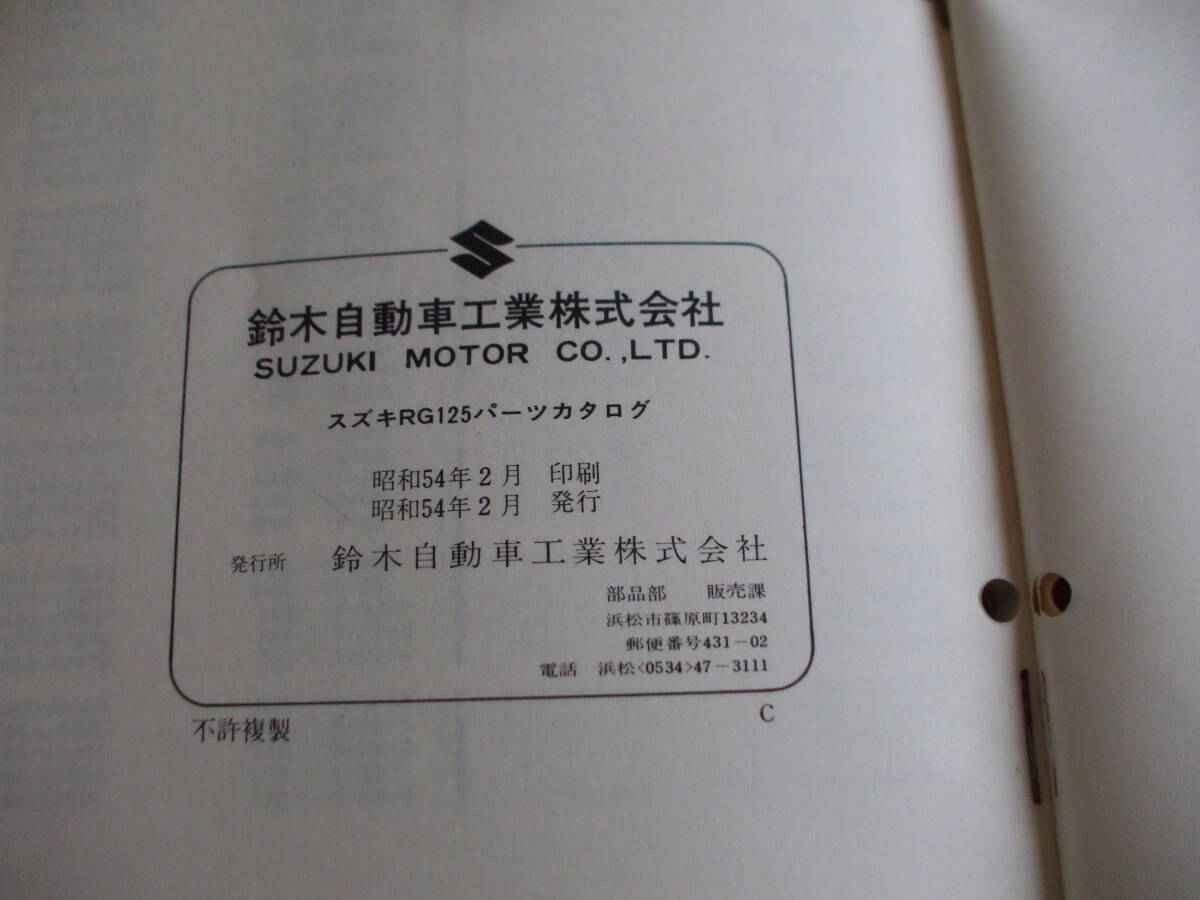 鈴木自動車工業株式会社
SUZUKI MOTOR CO.,LTD.
スズキRG125パーツカタログ
昭和54年2月 印刷
昭和54年2月 発行
発行所 鈴木自動車工業株式会社
部品部 販売課
浜松市篠原町13234
郵便番号431-02
電話 浜松<0534>47-3111
不許複製 C